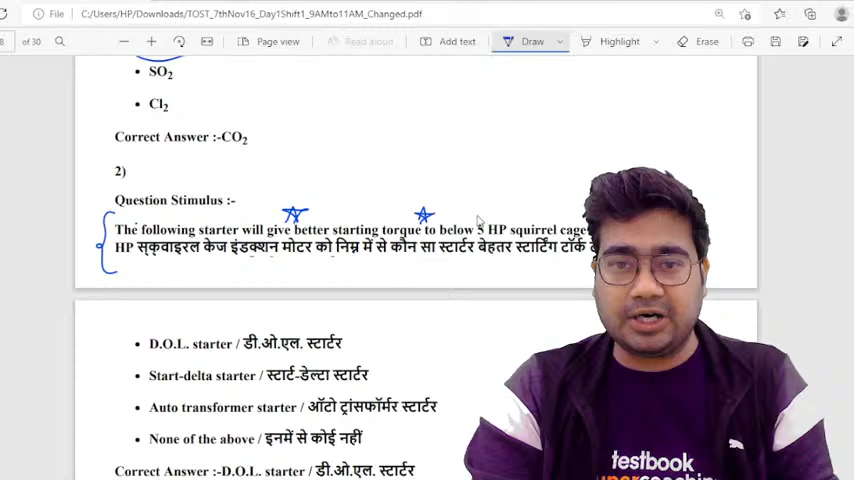 File
C:/Users/HP/Downloads/TOST_7thNov16_Day1Shift1_9AMto11AM_Changed.pdf
8 of 30
Page view
Read aloud
Add text
Draw
Highlight
Erase
• SO2
• Cl2
Correct Answer :-CO2
2)
Question Stimulus :-
The following starter will give better starting torque to below 5 HP squirrel cage
HP स्क्वाइरल केज इंडक्शन मोटर को निम्न में से कौन सा स्टार्टर बेहतर स्टार्टिंग टॉर्क
• D.O.L. starter / डी.ओ.एल. स्टार्टर
• Start-delta starter / स्टार्ट-डेल्टा स्टार्टर
• Auto transformer starter / ऑटो ट्रांसफॉर्मर स्टार्टर
• None of the above / इनमें से कोई नहीं
Correct Answer :-D.O.L. starter / डी.ओ.एल. स्टार्टर
testbook
supercoaching